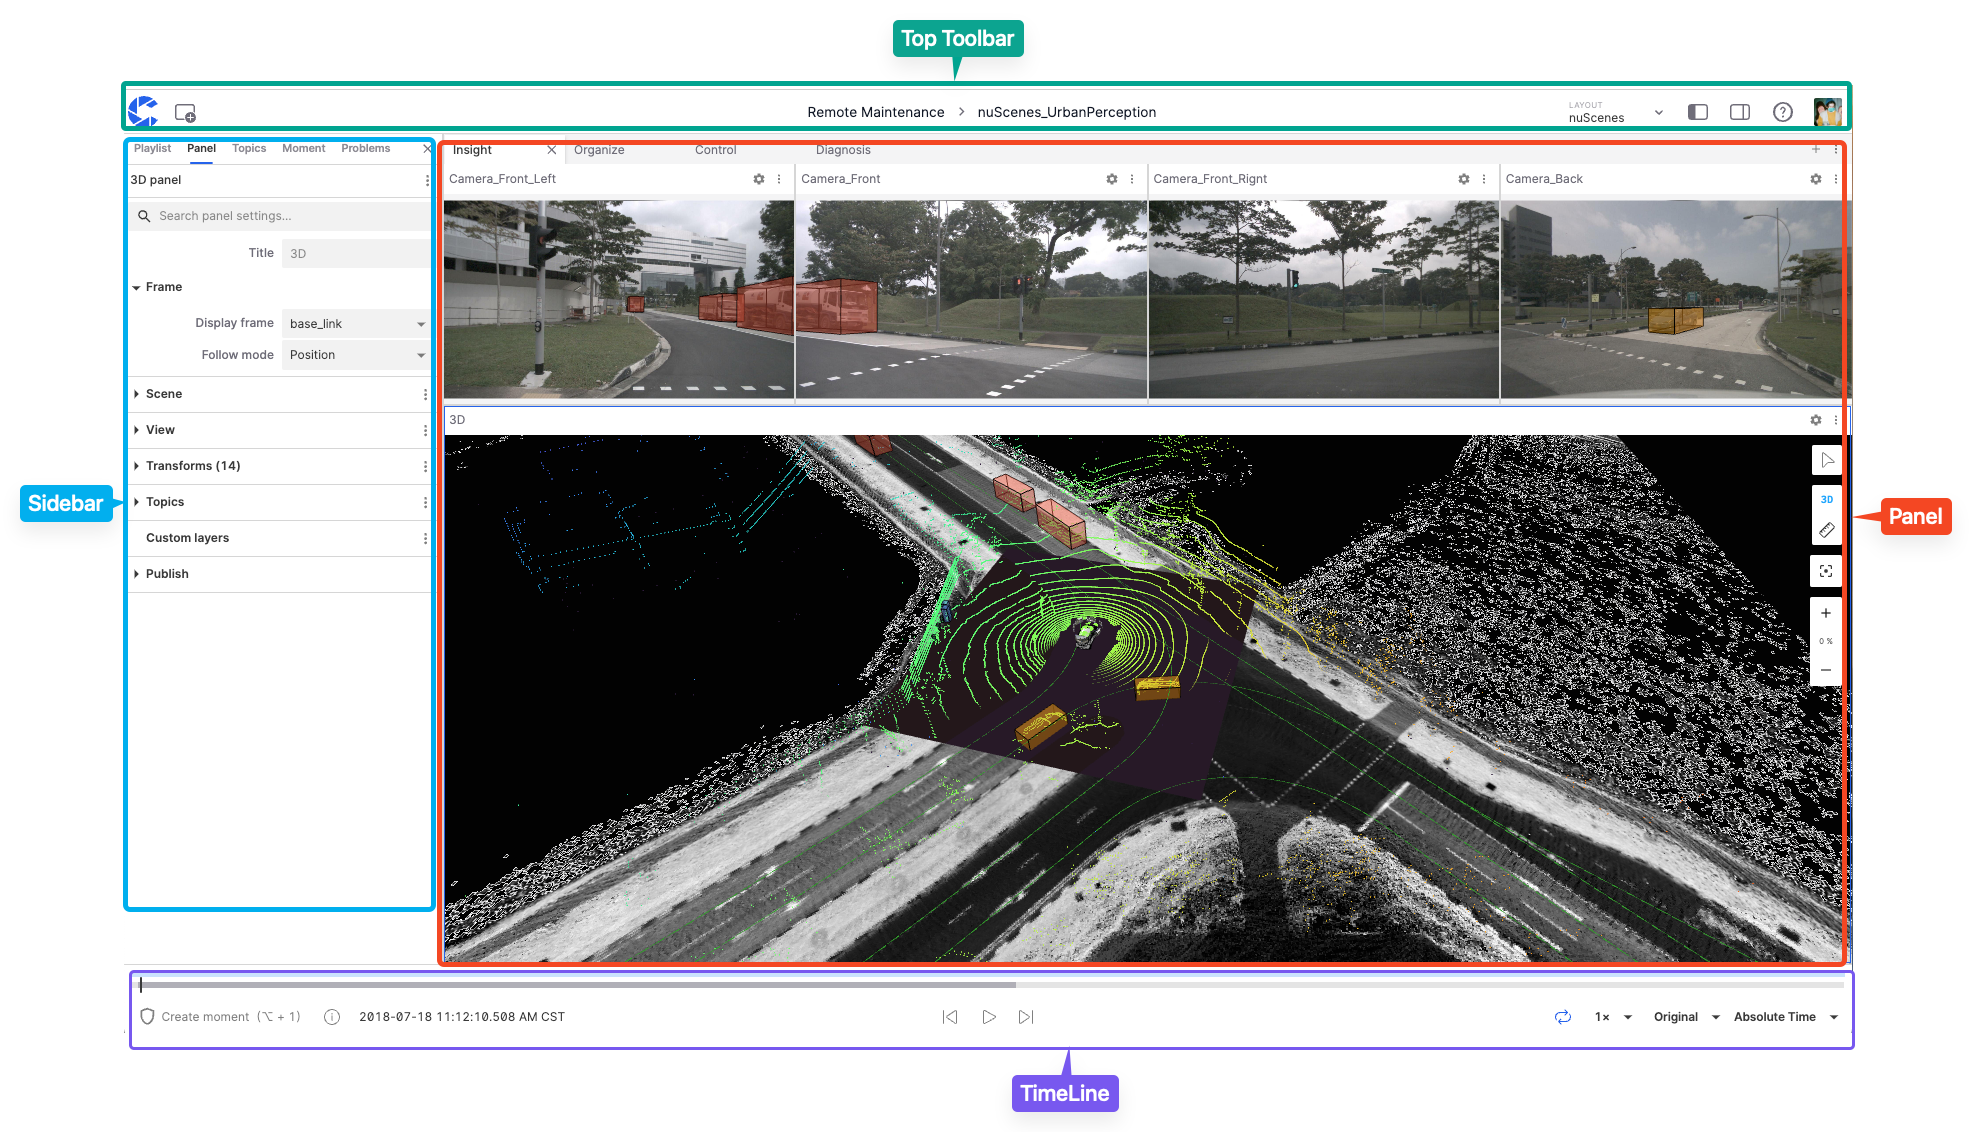 Top Toolbar
Remote Maintenance > nuScenes_UrbanPerception
LAYOUT
nuScenes
Playlist Panel Topics Moment Problems
Insight Organize Control Diagnosis
3D panel
Search panel settings...
Title 3D
Frame
Display frame base_link
Follow mode Position
Scene
View
Transforms (14)
Topics
Custom layers
Publish
Sidebar
Camera_Front_Left Camera_Front Camera_Front_Rignt Camera_Back
3D
3D
0 %
Panel
Create moment (⌥ + 1) 2018-07-18 11:12:10.508 AM CST
1× Original Absolute Time
TimeLine